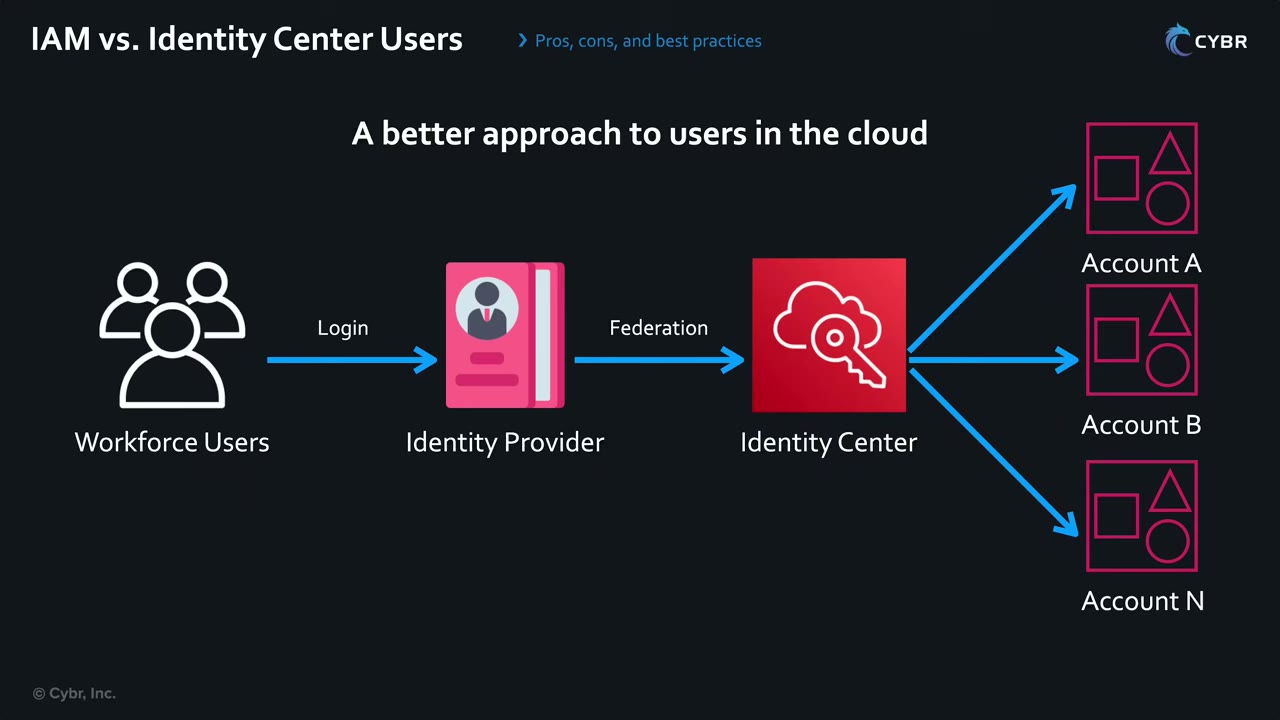 IAM vs. Identity Center Users
› Pros, cons, and best practices
CYBR
A better approach to users in the cloud
Login
Federation
Workforce Users
Identity Provider
Identity Center
Account A
Account B
Account N
© Cybr, Inc.